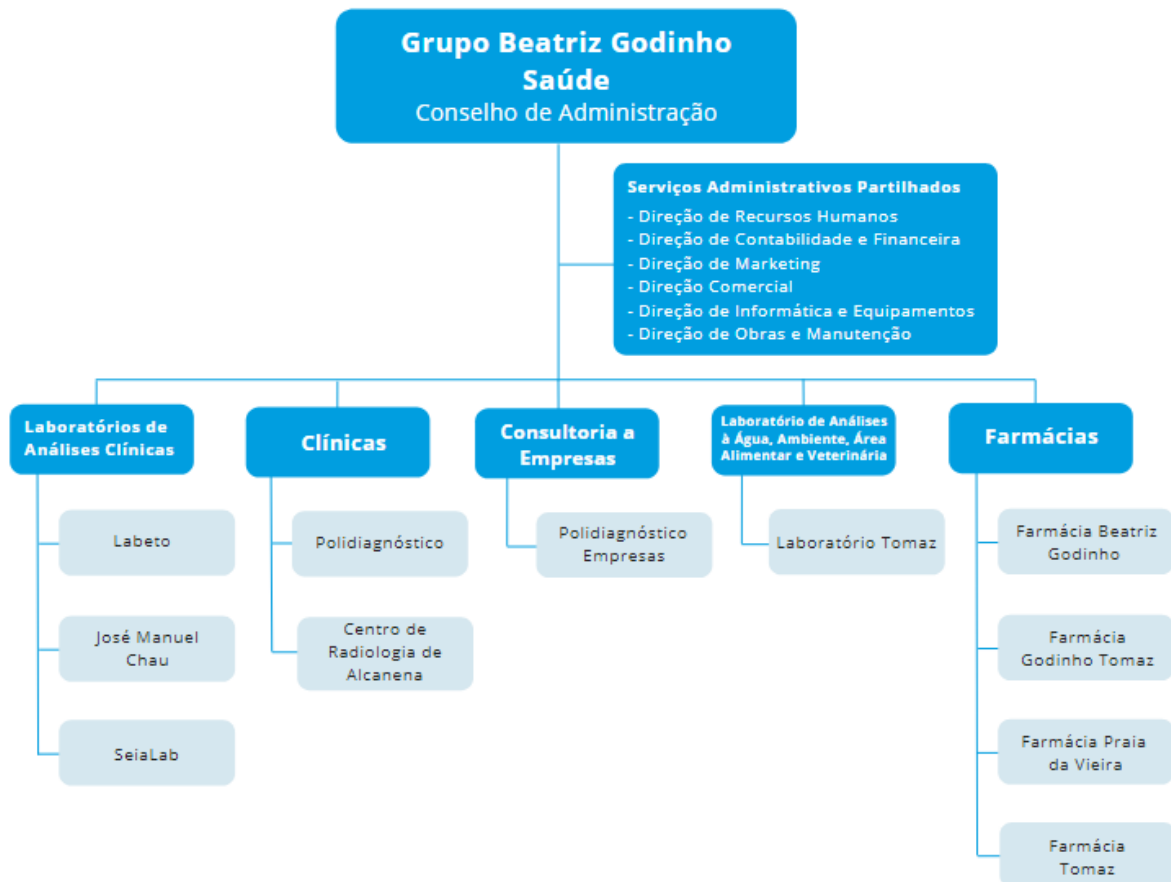 Grupo Beatriz Godinho
Saúde
Conselho de Administração
Serviços Administrativos Partilhados
- Direção de Recursos Humanos
- Direção de Contabilidade e Financeira
- Direção de Marketing
- Direção Comercial
- Direção de Informática e Equipamentos
- Direção de Obras e Manutenção
Laboratórios de
Análises Clínicas
Labeto
José Manuel
Chau
SeiaLab
Clínicas
Polidiagnóstico
Centro de
Radiologia de
Alcanena
Consultoria a
Empresas
Polidiagnóstico
Empresas
Laboratório de Análises
à Água, Ambiente, Área
Alimentar e Veterinária
Laboratório Tomaz
Farmácias
Farmácia Beatriz
Godinho
Farmácia
Godinho Tomaz
Farmácia Praia
da Vieira
Farmácia
Tomaz